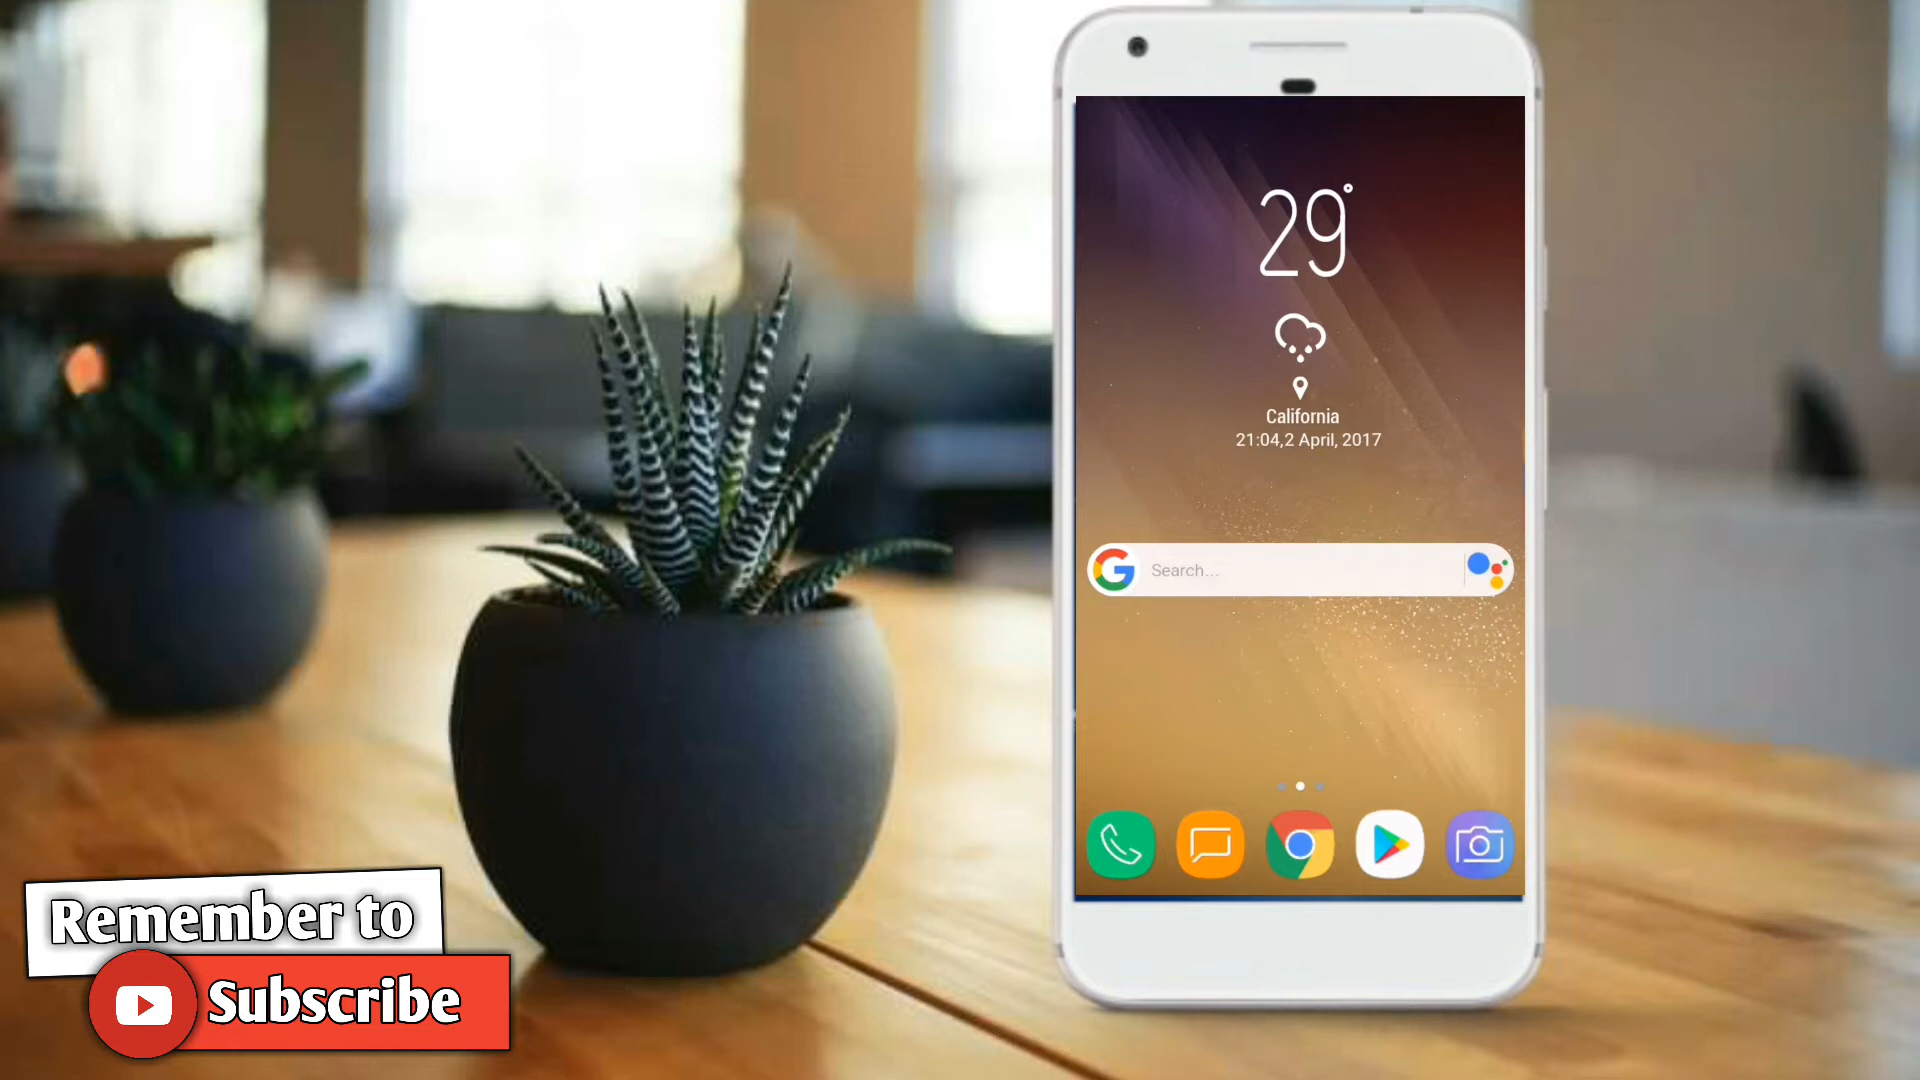 29°
California
21:04,2 April, 2017
Search...
Remember to
Subscribe